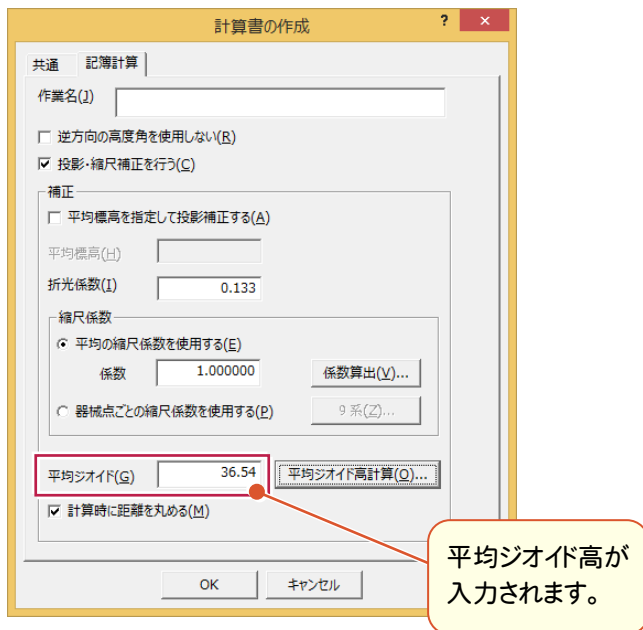 計算書の作成
? ×
共通 記簿計算
作業名(J)
逆方向の高度角を使用しない(R)
投影・縮尺補正を行う(C)
補正
平均標高を指定して投影補正する(A)
平均標高(H)
折光係数(I) 0.133
縮尺係数
平均の縮尺係数を使用する(E)
係数 1.000000 係数算出(V)...
器械点ごとの縮尺係数を使用する(P) 9 系(Z)...
平均ジオイド(G) 36.54 平均ジオイド高計算(O)...
計算時に距離を丸める(M)
平均ジオイド高が
入力されます。
OK キャンセル